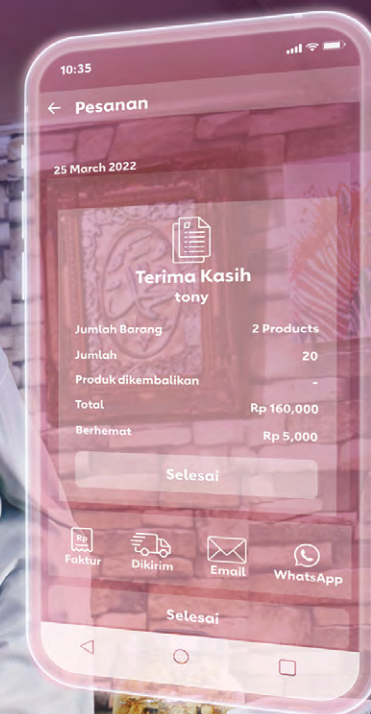 10:35
← Pesanan
25 March 2022
Terima Kasih
tony
Jumlah Barang 2 Products
Jumlah 20
Produk dikembalikan -
Total Rp 160,000
Berhemat Rp 5,000
Selesai
Rp
Faktur Dikirim Email WhatsApp
Selesai